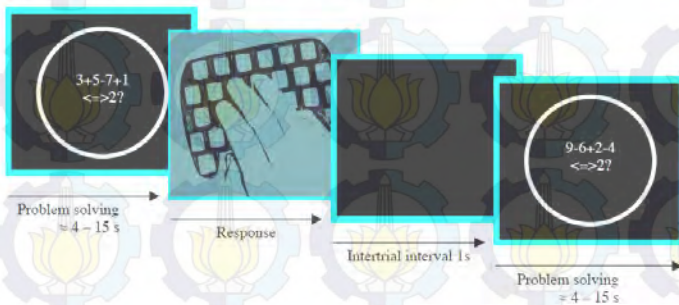 3+5-7+1
<=>2?
Problem solving
≈ 4 – 15 s
Response
Intertrial interval 1s
9-6+2-4
<=>2?
Problem solving
≈ 4 – 15 s